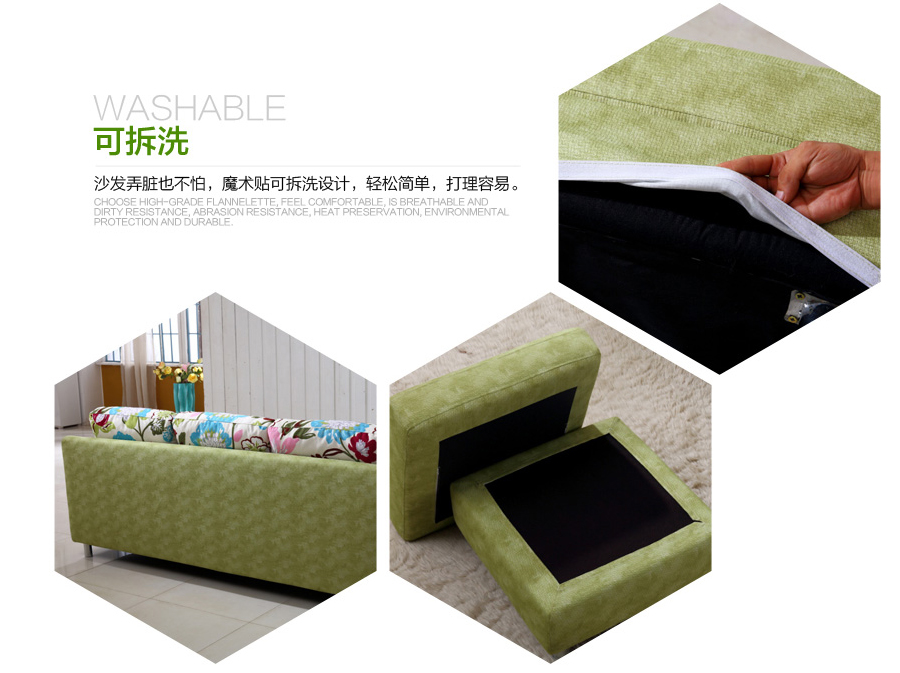 WASHABLE
可拆洗
沙发弄脏也不怕，魔术贴可拆洗设计，轻松简单，打理容易。
CHOOSE HIGH-GRADE FLANNELETTE, FEEL COMFORTABLE, IS BREATHABLE AND
DIRTY RESISTANCE, ABRASION RESISTANCE, HEAT PRESERVATION, ENVIRONMENTAL
PROTECTION AND DURABLE.